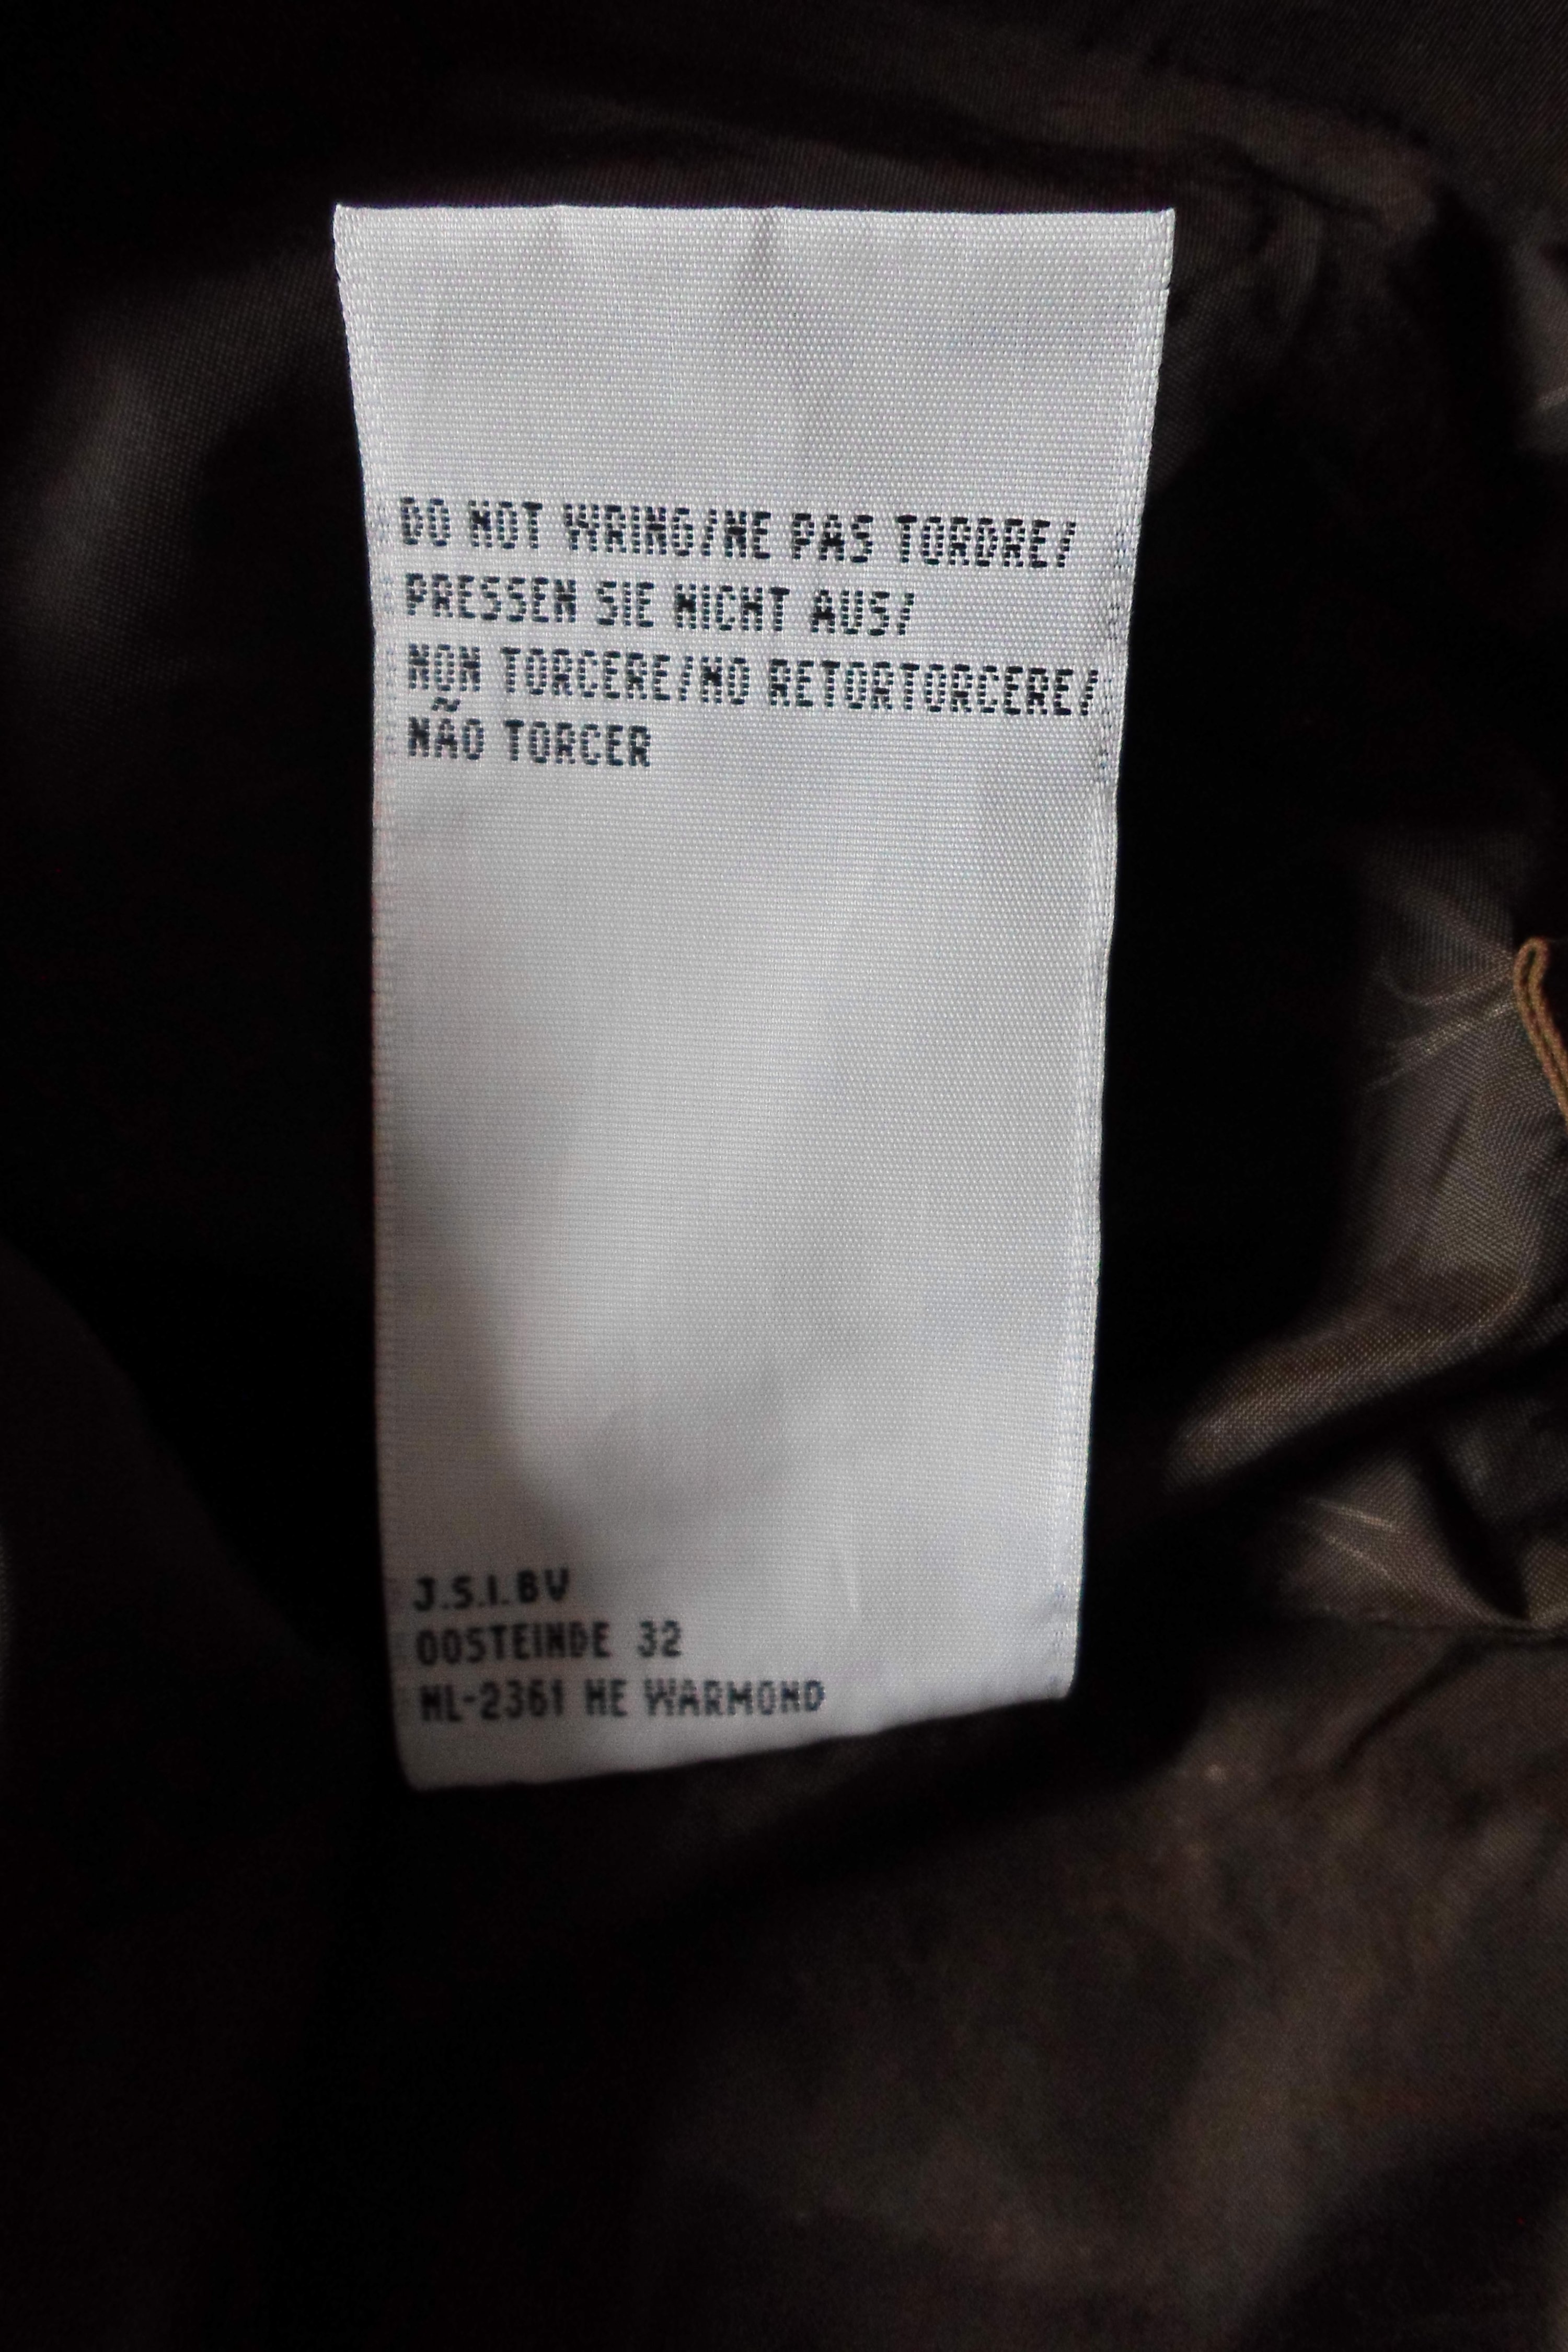 DO NOT WRING/NE PAS TORDRE/
PRESSEN SIE NICHT AUS/
NON TORCERE/NO RETORTORCERE/
NÃO TORCER
J.S.I.BV
OOSTEINDE 32
NL-2361 HE WARMOND